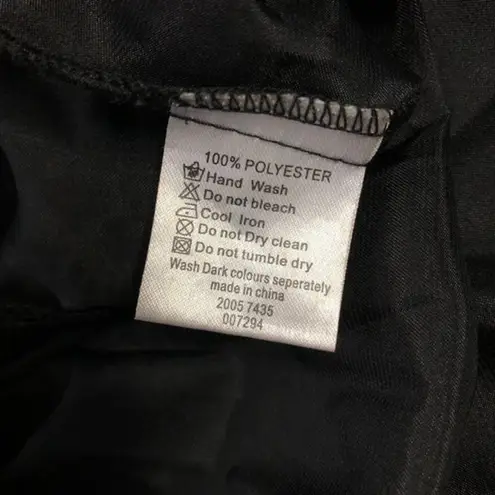 100% POLYESTER
Hand Wash
Do not bleach
Cool Iron
Do not Dry clean
Do not tumble dry
Wash Dark colours seperately
made in china
2005 7435
007294